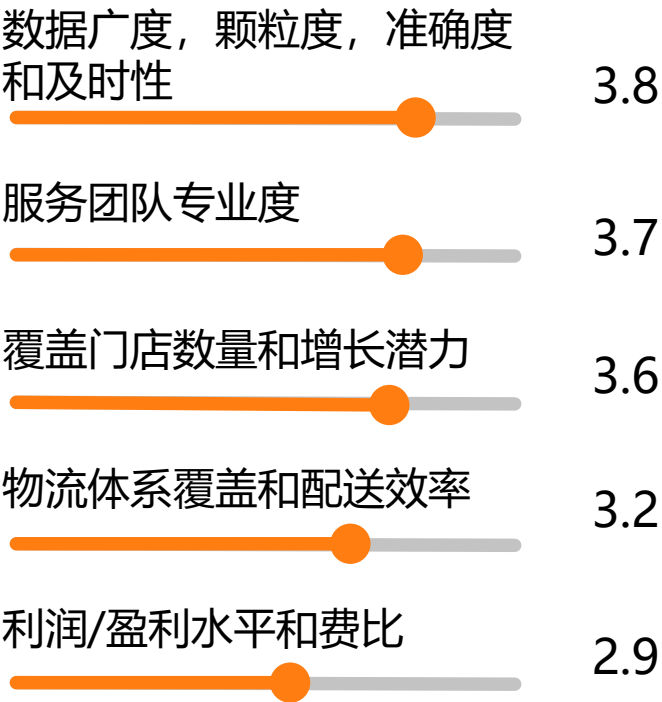 数据广度，颗粒度，准确度
和及时性
3.8
服务团队专业度
3.7
覆盖门店数量和增长潜力
3.6
物流体系覆盖和配送效率
3.2
利润/盈利水平和费比
2.9